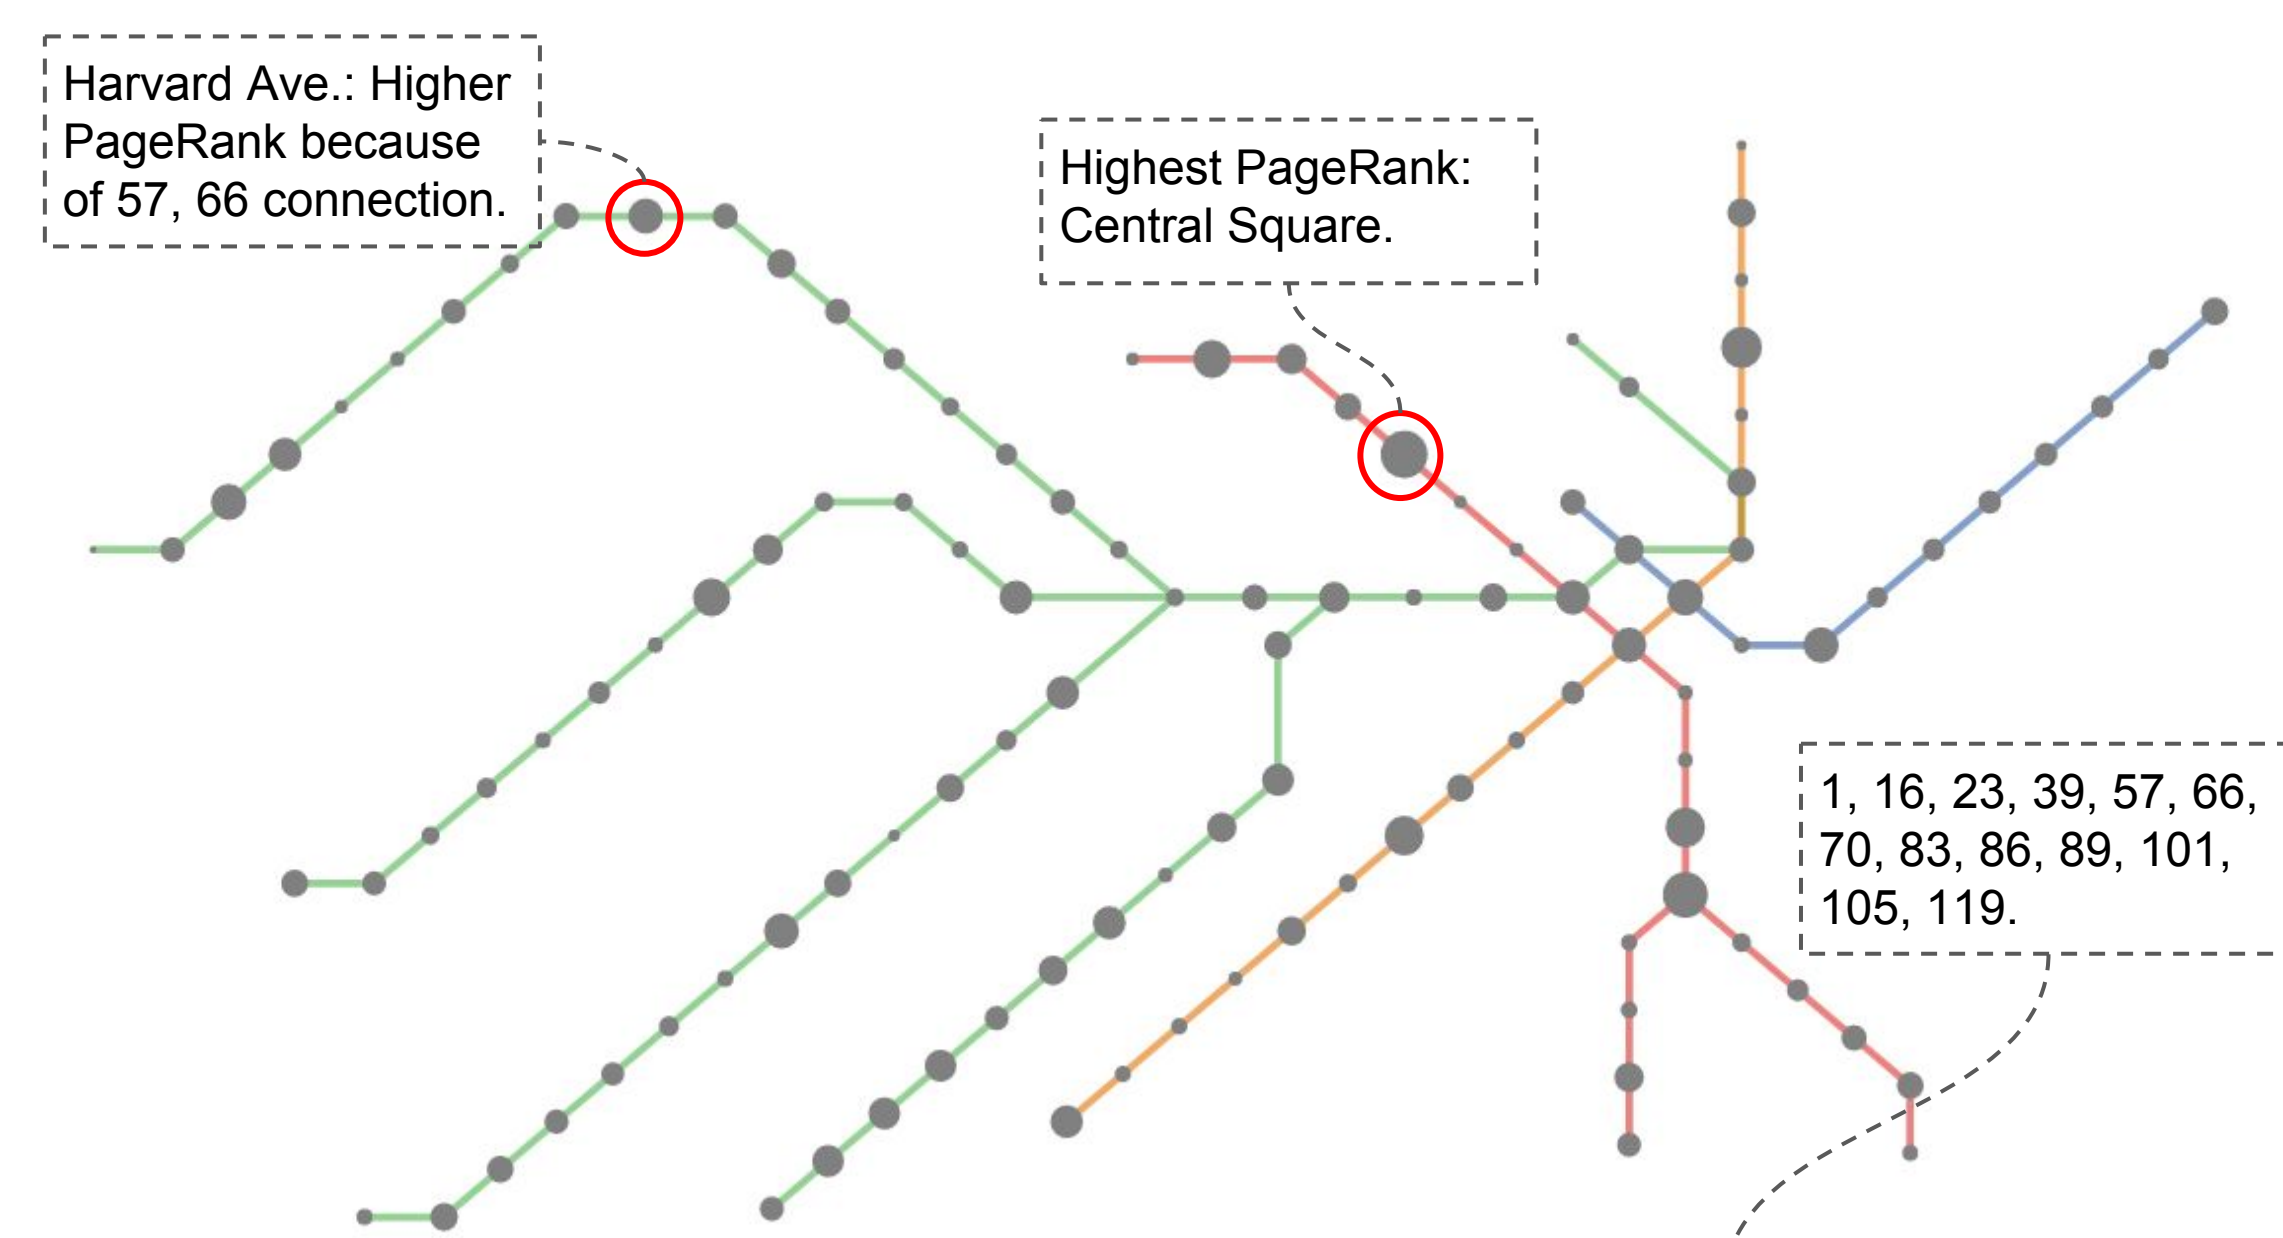 Harvard Ave.: Higher
PageRank because
of 57, 66 connection.
Highest PageRank:
Central Square.
1, 16, 23, 39, 57, 66,
70, 83, 86, 89, 101,
105, 119.